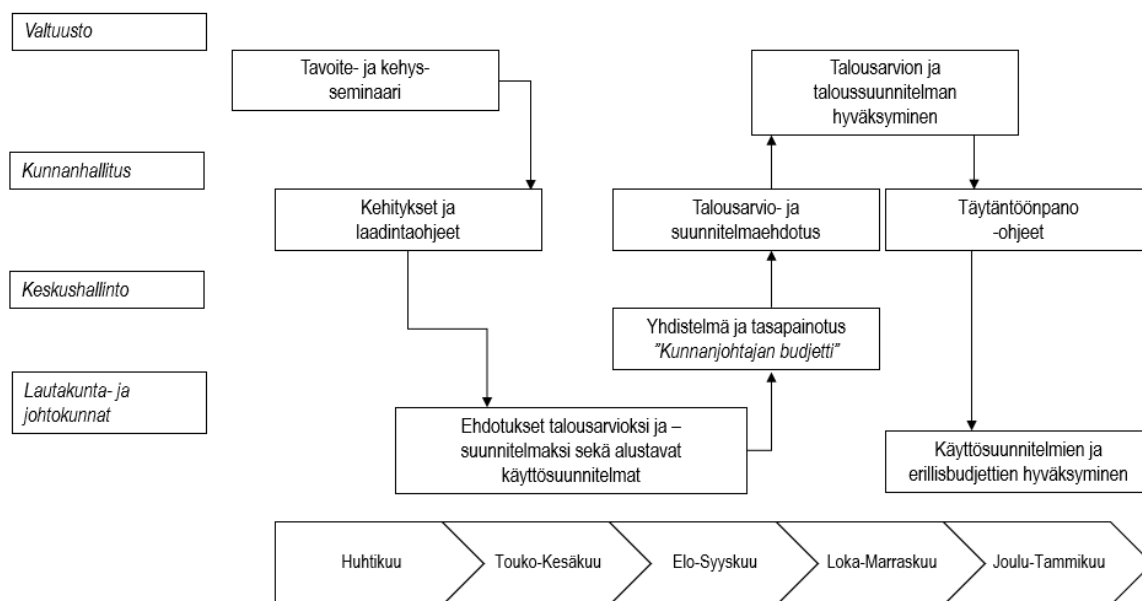 Valtuusto
Tavoite- ja kehys-
seminaari
Talousarvion ja
taloussuunnitelman
hyväksyminen
Kunnanhallitus
Kehitykset ja
laadintaohjeet
Talousarvio- ja
suunnitelmaehdotus
Täytäntöönpano
-ohjeet
Keskushallinto
Yhdistelmä ja tasapainotus
"Kunnanjohtajan budjetti”
Lautakunta- ja
johtokunnat
Ehdotukset talousarvioksi ja –
suunnitelmaksi sekä alustavat
käyttösuunnitelmat
Käyttösuunnitelmien ja
erillisbudjettien hyväksyminen
Huhtikuu
Touko-Kesäkuu
Elo-Syyskuu
Loka-Marraskuu
Joulu-Tammikuu